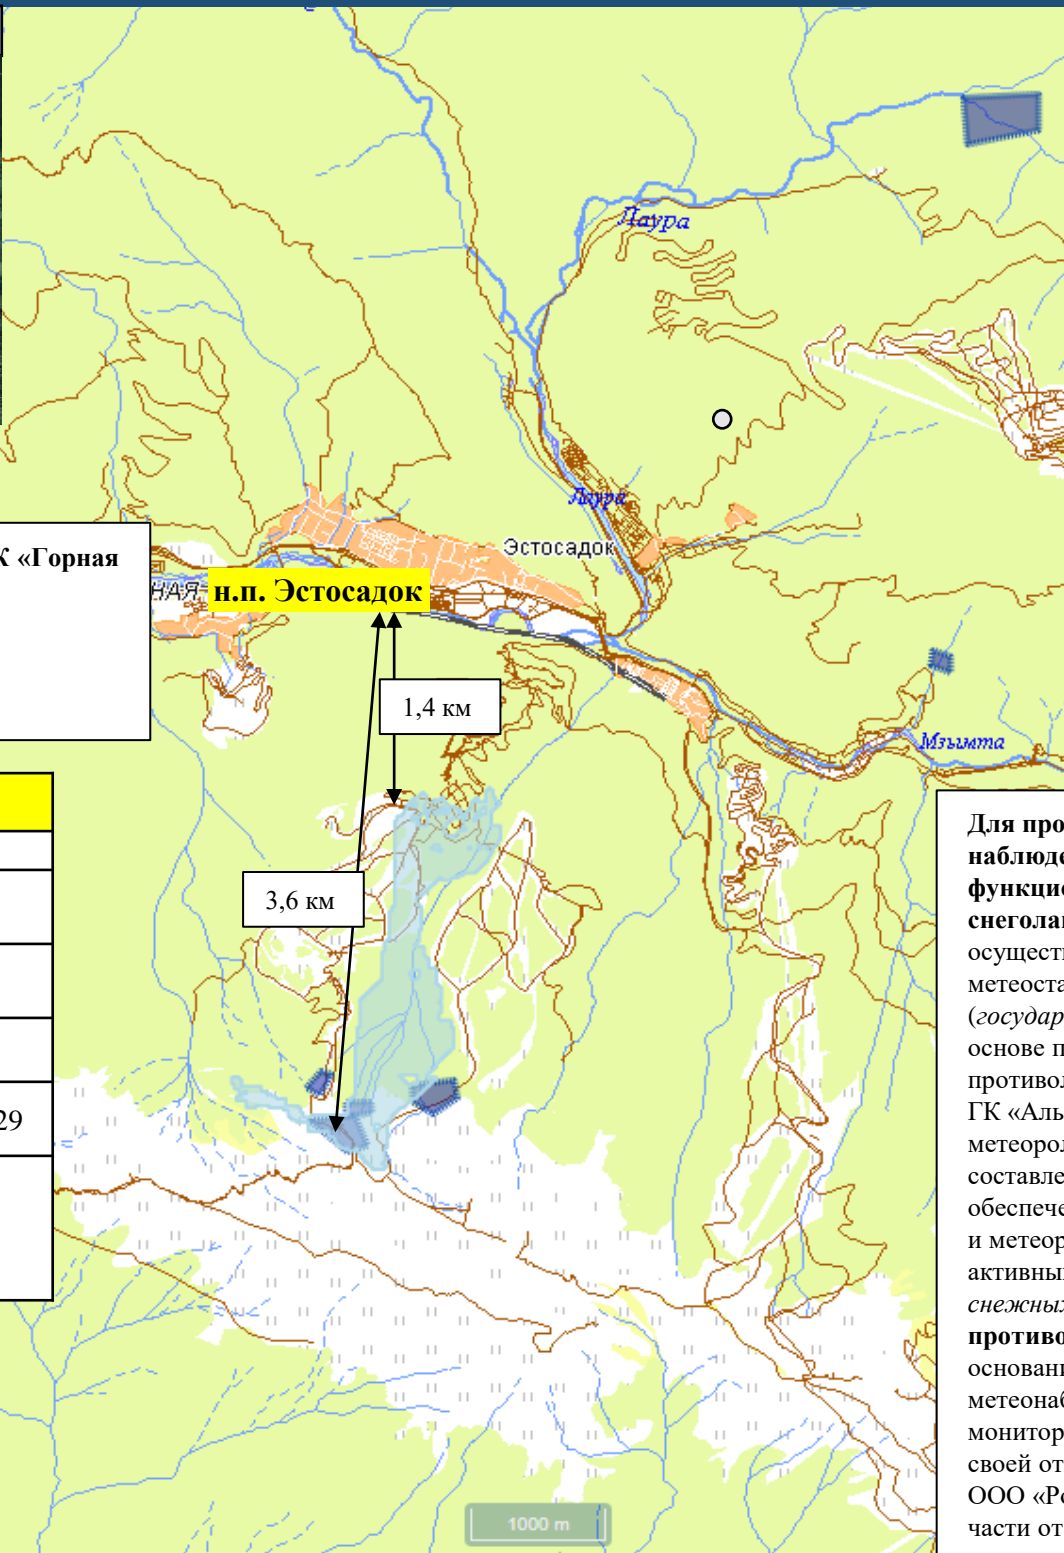 Лаура
Лаура
Эстосадок
К «Горная
НАЯ
н.п. Эстосадок
1,4 км
Мзымта
3,6 км
29
Для про
наблюде
функцио
снеголав
осуществ
метеоста
(государ
основе п
противол
ГК «Аль
метеорол
составле
обеспече
и метеор
активны
снежных
противо
основани
метеонаб
монитор
своей от
ООО «Ро
части от
1000 m